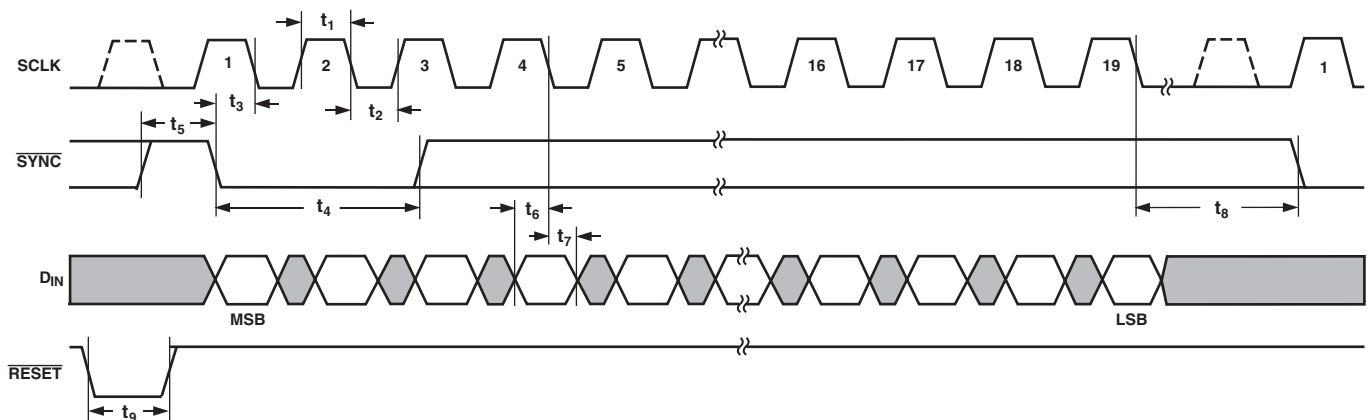 t1
SCLK
1
2
3
4
5
16
17
18
19
1
t3
t2
t5
SYNC
t4
t6
t8
t7
DIN
MSB
LSB
RESET
t9